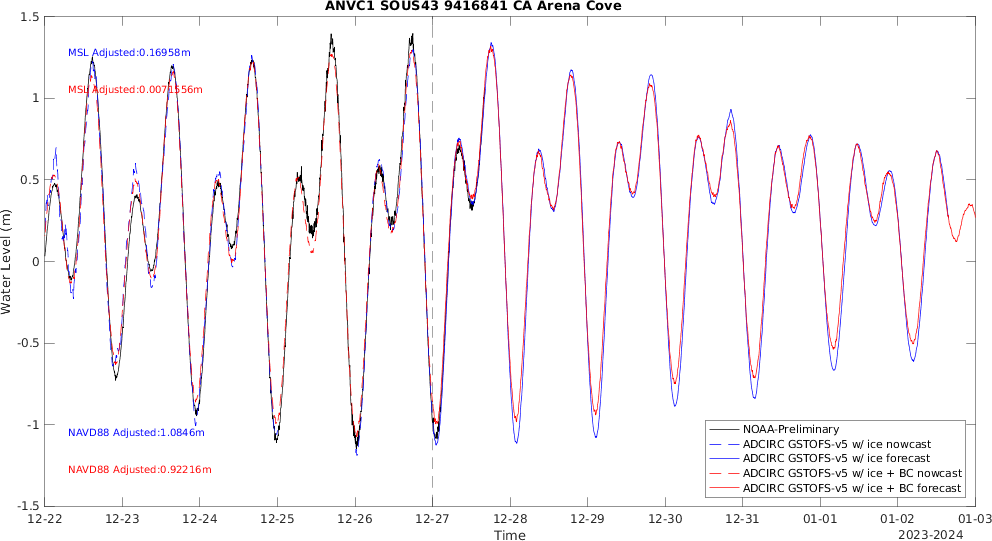 ANVC1 SOUS43 9416841 CA Arena Cove
1.5
1
0.5
0
-0.5
-1
-1.5
Water Level (m)
MSL Adjusted:0.16958m
MSL Adjusted:0.0071556m
NAVD88 Adjusted:1.0846m
NAVD88 Adjusted:0.92216m
NOAA-Preliminary
ADCIRC GSTOFS-v5 w/ ice nowcast
ADCIRC GSTOFS-v5 w/ ice forecast
ADCIRC GSTOFS-v5 w/ ice + BC nowcast
ADCIRC GSTOFS-v5 w/ ice + BC forecast
12-22 12-23 12-24 12-25 12-26 12-27 12-28 12-29 12-30 12-31 01-01 01-02 01-03
Time
2023-2024